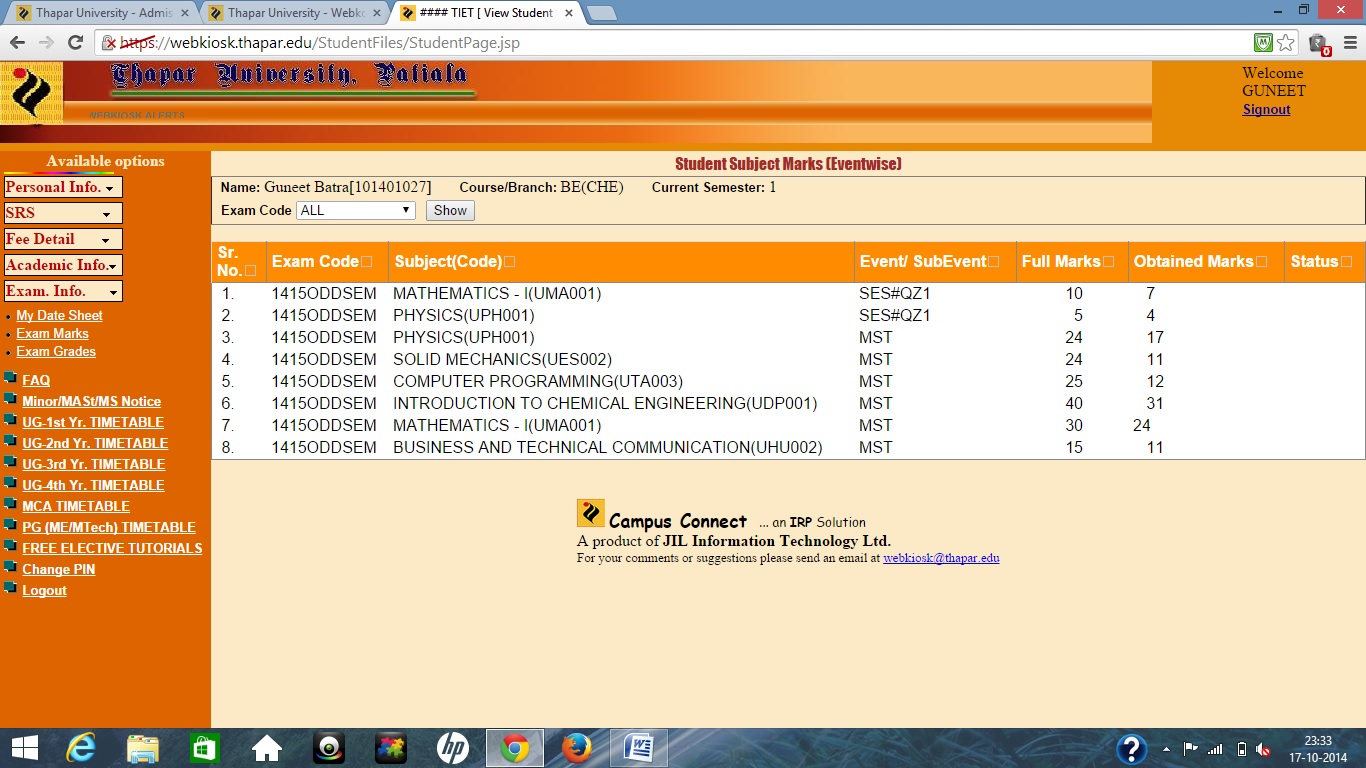 Thapar University - Admis
Thapar University - Webke
#### TIET [ View Student
https://webkiosk.thapar.edu/StudentFiles/StudentPage.jsp
0
Thapar University, Patiala
WEBKIOSK ALERTS
Welcome
GUNEET
Signout
Available options
Personal Info.
SRS
Fee Detail
Academic Info.
Exam. Info.
My Date Sheet
Exam Marks
Exam Grades
FAQ
Minor/MASt/MS Notice
UG-1st Yr. TIMETABLE
UG-2nd Yr. TIMETABLE
UG-3rd Yr. TIMETABLE
UG-4th Yr. TIMETABLE
MCA TIMETABLE
PG (ME/MTech) TIMETABLE
FREE ELECTIVE TUTORIALS
Change PIN
Logout
Student Subject Marks (Eventwise)
Name: Guneet Batra[101401027] Course/Branch: BE(CHE) Current Semester: 1
Exam Code ALL Show
Sr. No. Exam Code Subject(Code) Event/ SubEvent Full Marks Obtained Marks Status
1. 1415ODDSEM MATHEMATICS - I(UMA001) SES#QZ1 10 7
2. 1415ODDSEM PHYSICS(UPH001) SES#QZ1 5 4
3. 1415ODDSEM PHYSICS(UPH001) MST 24 17
4. 1415ODDSEM SOLID MECHANICS(UES002) MST 24 11
5. 1415ODDSEM COMPUTER PROGRAMMING(UTA003) MST 25 12
6. 1415ODDSEM INTRODUCTION TO CHEMICAL ENGINEERING(UDP001) MST 40 31
7. 1415ODDSEM MATHEMATICS - I(UMA001) MST 30 24
8. 1415ODDSEM BUSINESS AND TECHNICAL COMMUNICATION(UHU002) MST 15 11
Campus Connect ... an IRP Solution
A product of JIL Information Technology Ltd.
For your comments or suggestions please send an email at webkiosk@thapar.edu
hp
23:33
17-10-2014